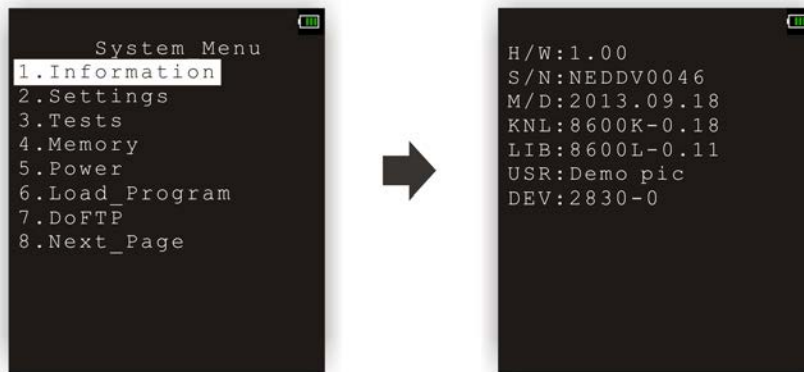 System Menu
1.Information
2.Settings
3.Tests
4.Memory
5.Power
6.Load_Program
7.DoFTP
8.Next_Page
H/W:1.00
S/N:NEDDV0046
M/D:2013.09.18
KNL:8600K-0.18
LIB:8600L-0.11
USR:Demo pic
DEV:2830-0